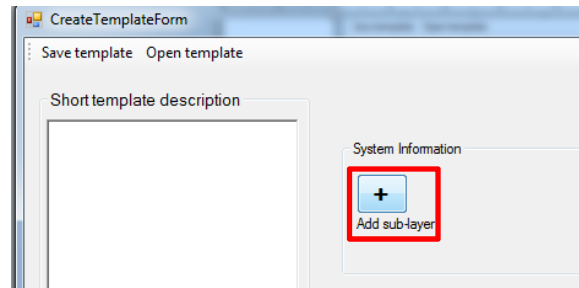 CreateTemplateForm
Save template Open template
Short template description
System Information
+
Add sub-layer